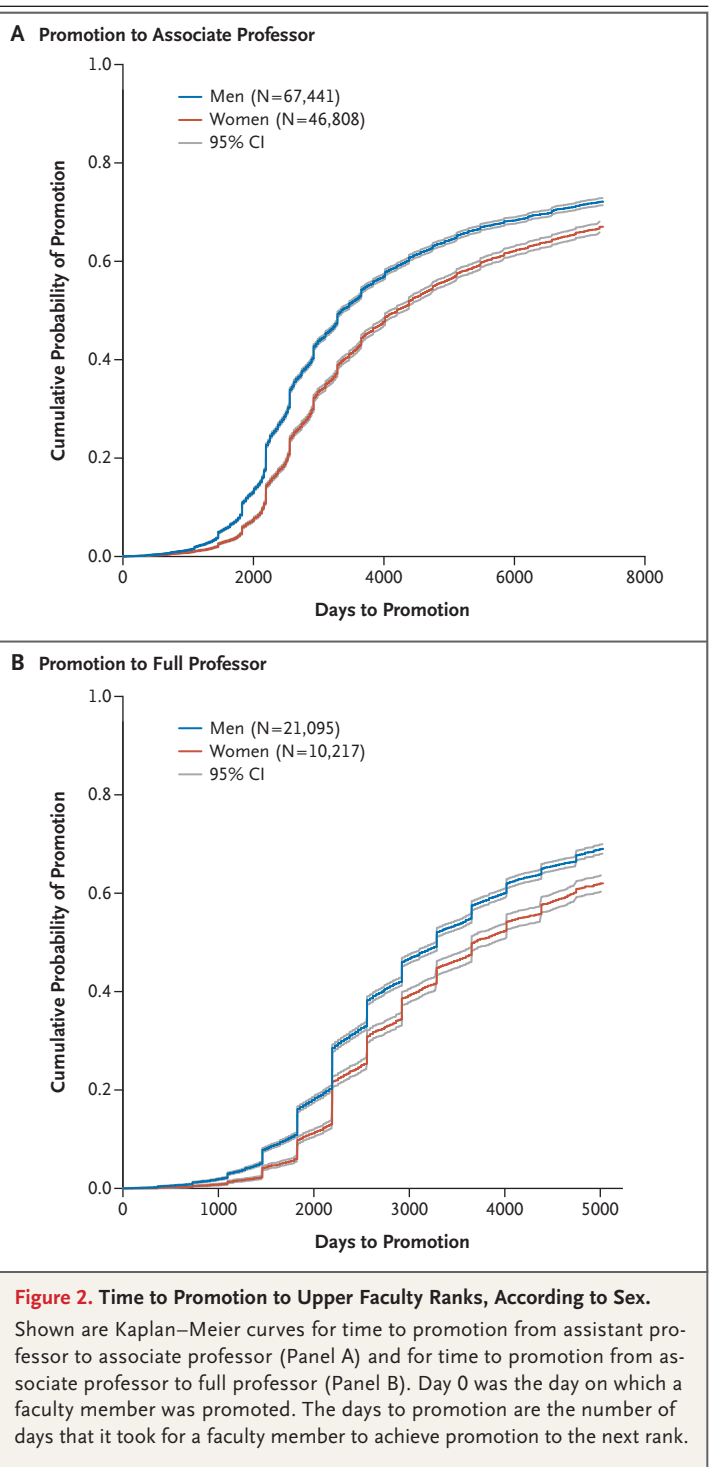 A Promotion to Associate Professor
1.0
Men (N=67,441)
Women (N=46,808)
95% CI
0.8
0.6
0.4
0.2
0.0
Cumulative Probability of Promotion
0 2000 4000 6000 8000
Days to Promotion
B Promotion to Full Professor
1.0
Men (N=21,095)
Women (N=10,217)
95% CI
0.8
0.6
0.4
0.2
0.0
Cumulative Probability of Promotion
0 1000 2000 3000 4000 5000
Days to Promotion
Figure 2. Time to Promotion to Upper Faculty Ranks, According to Sex.
Shown are Kaplan–Meier curves for time to promotion from assistant pro-
fessor to associate professor (Panel A) and for time to promotion from as-
sociate professor to full professor (Panel B). Day 0 was the day on which a
faculty member was promoted. The days to promotion are the number of
days that it took for a faculty member to achieve promotion to the next rank.